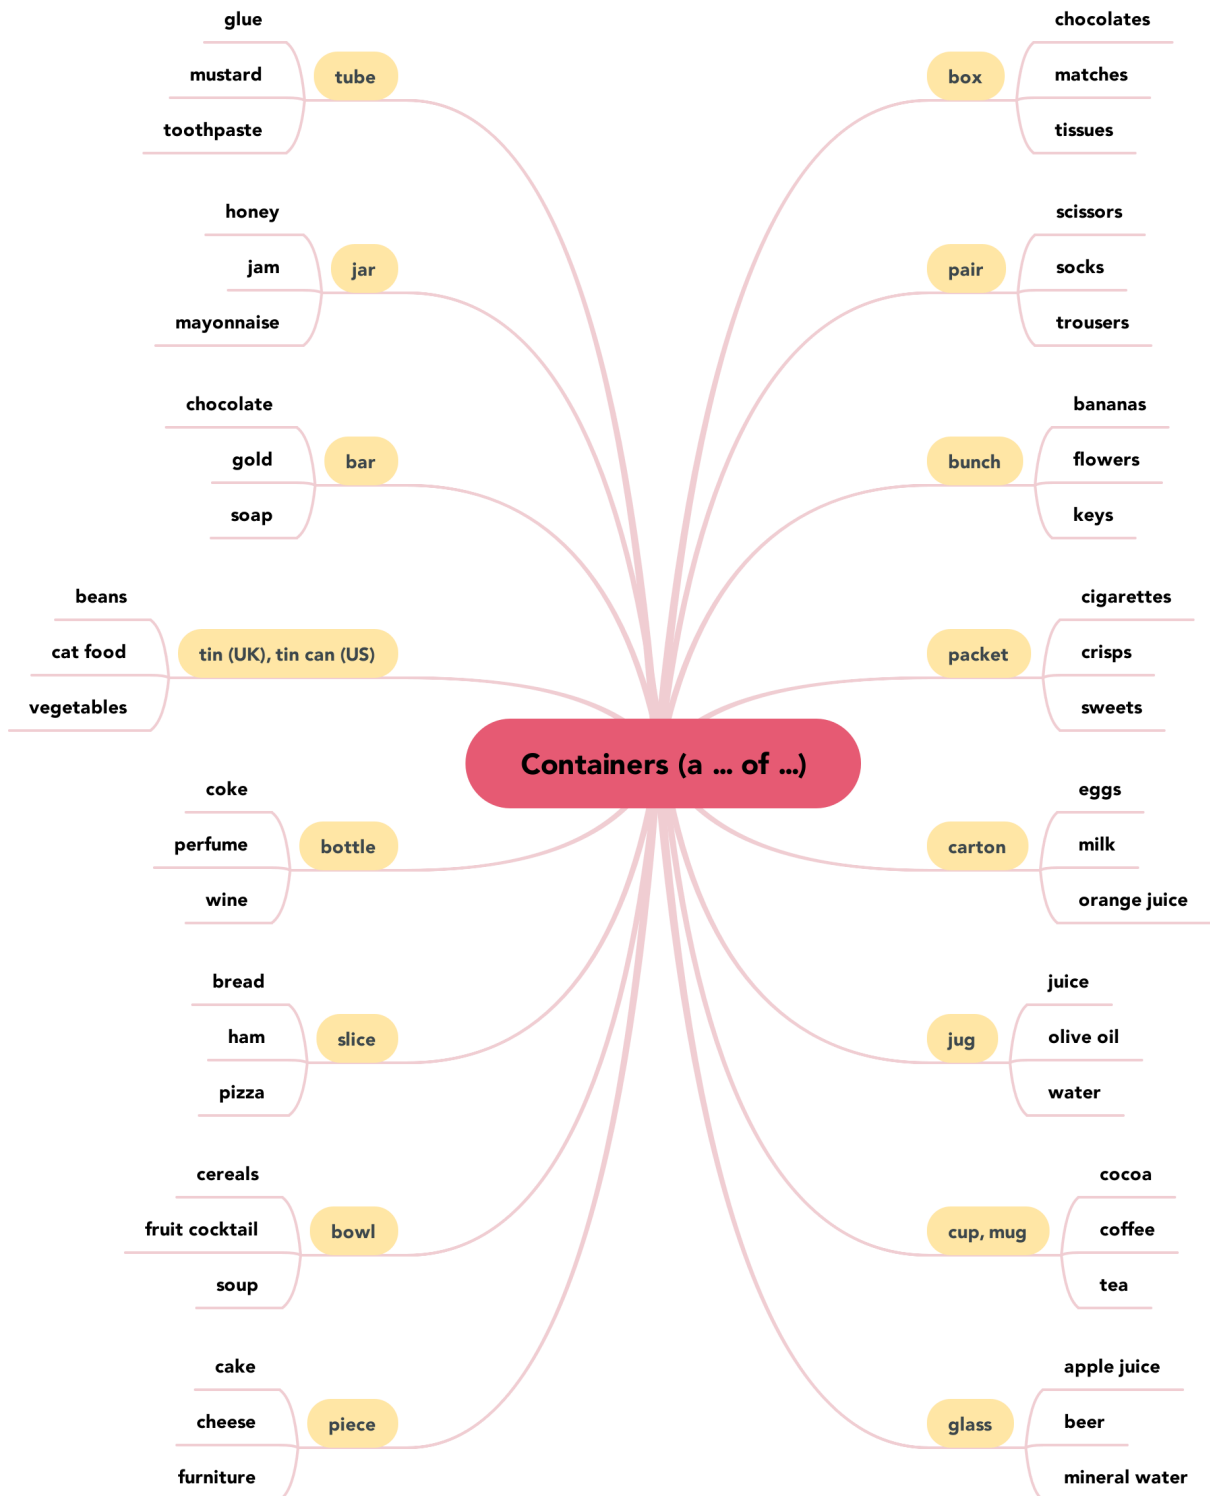 Containers (a ... of ...)
tube
glue
mustard
toothpaste
jar
honey
jam
mayonnaise
bar
chocolate
gold
soap
tin (UK), tin can (US)
beans
cat food
vegetables
bottle
coke
perfume
wine
slice
bread
ham
pizza
bowl
cereals
fruit cocktail
soup
piece
cake
cheese
furniture
box
chocolates
matches
tissues
pair
scissors
socks
trousers
bunch
bananas
flowers
keys
packet
cigarettes
crisps
sweets
carton
eggs
milk
orange juice
jug
juice
olive oil
water
cup, mug
cocoa
coffee
tea
glass
apple juice
beer
mineral water